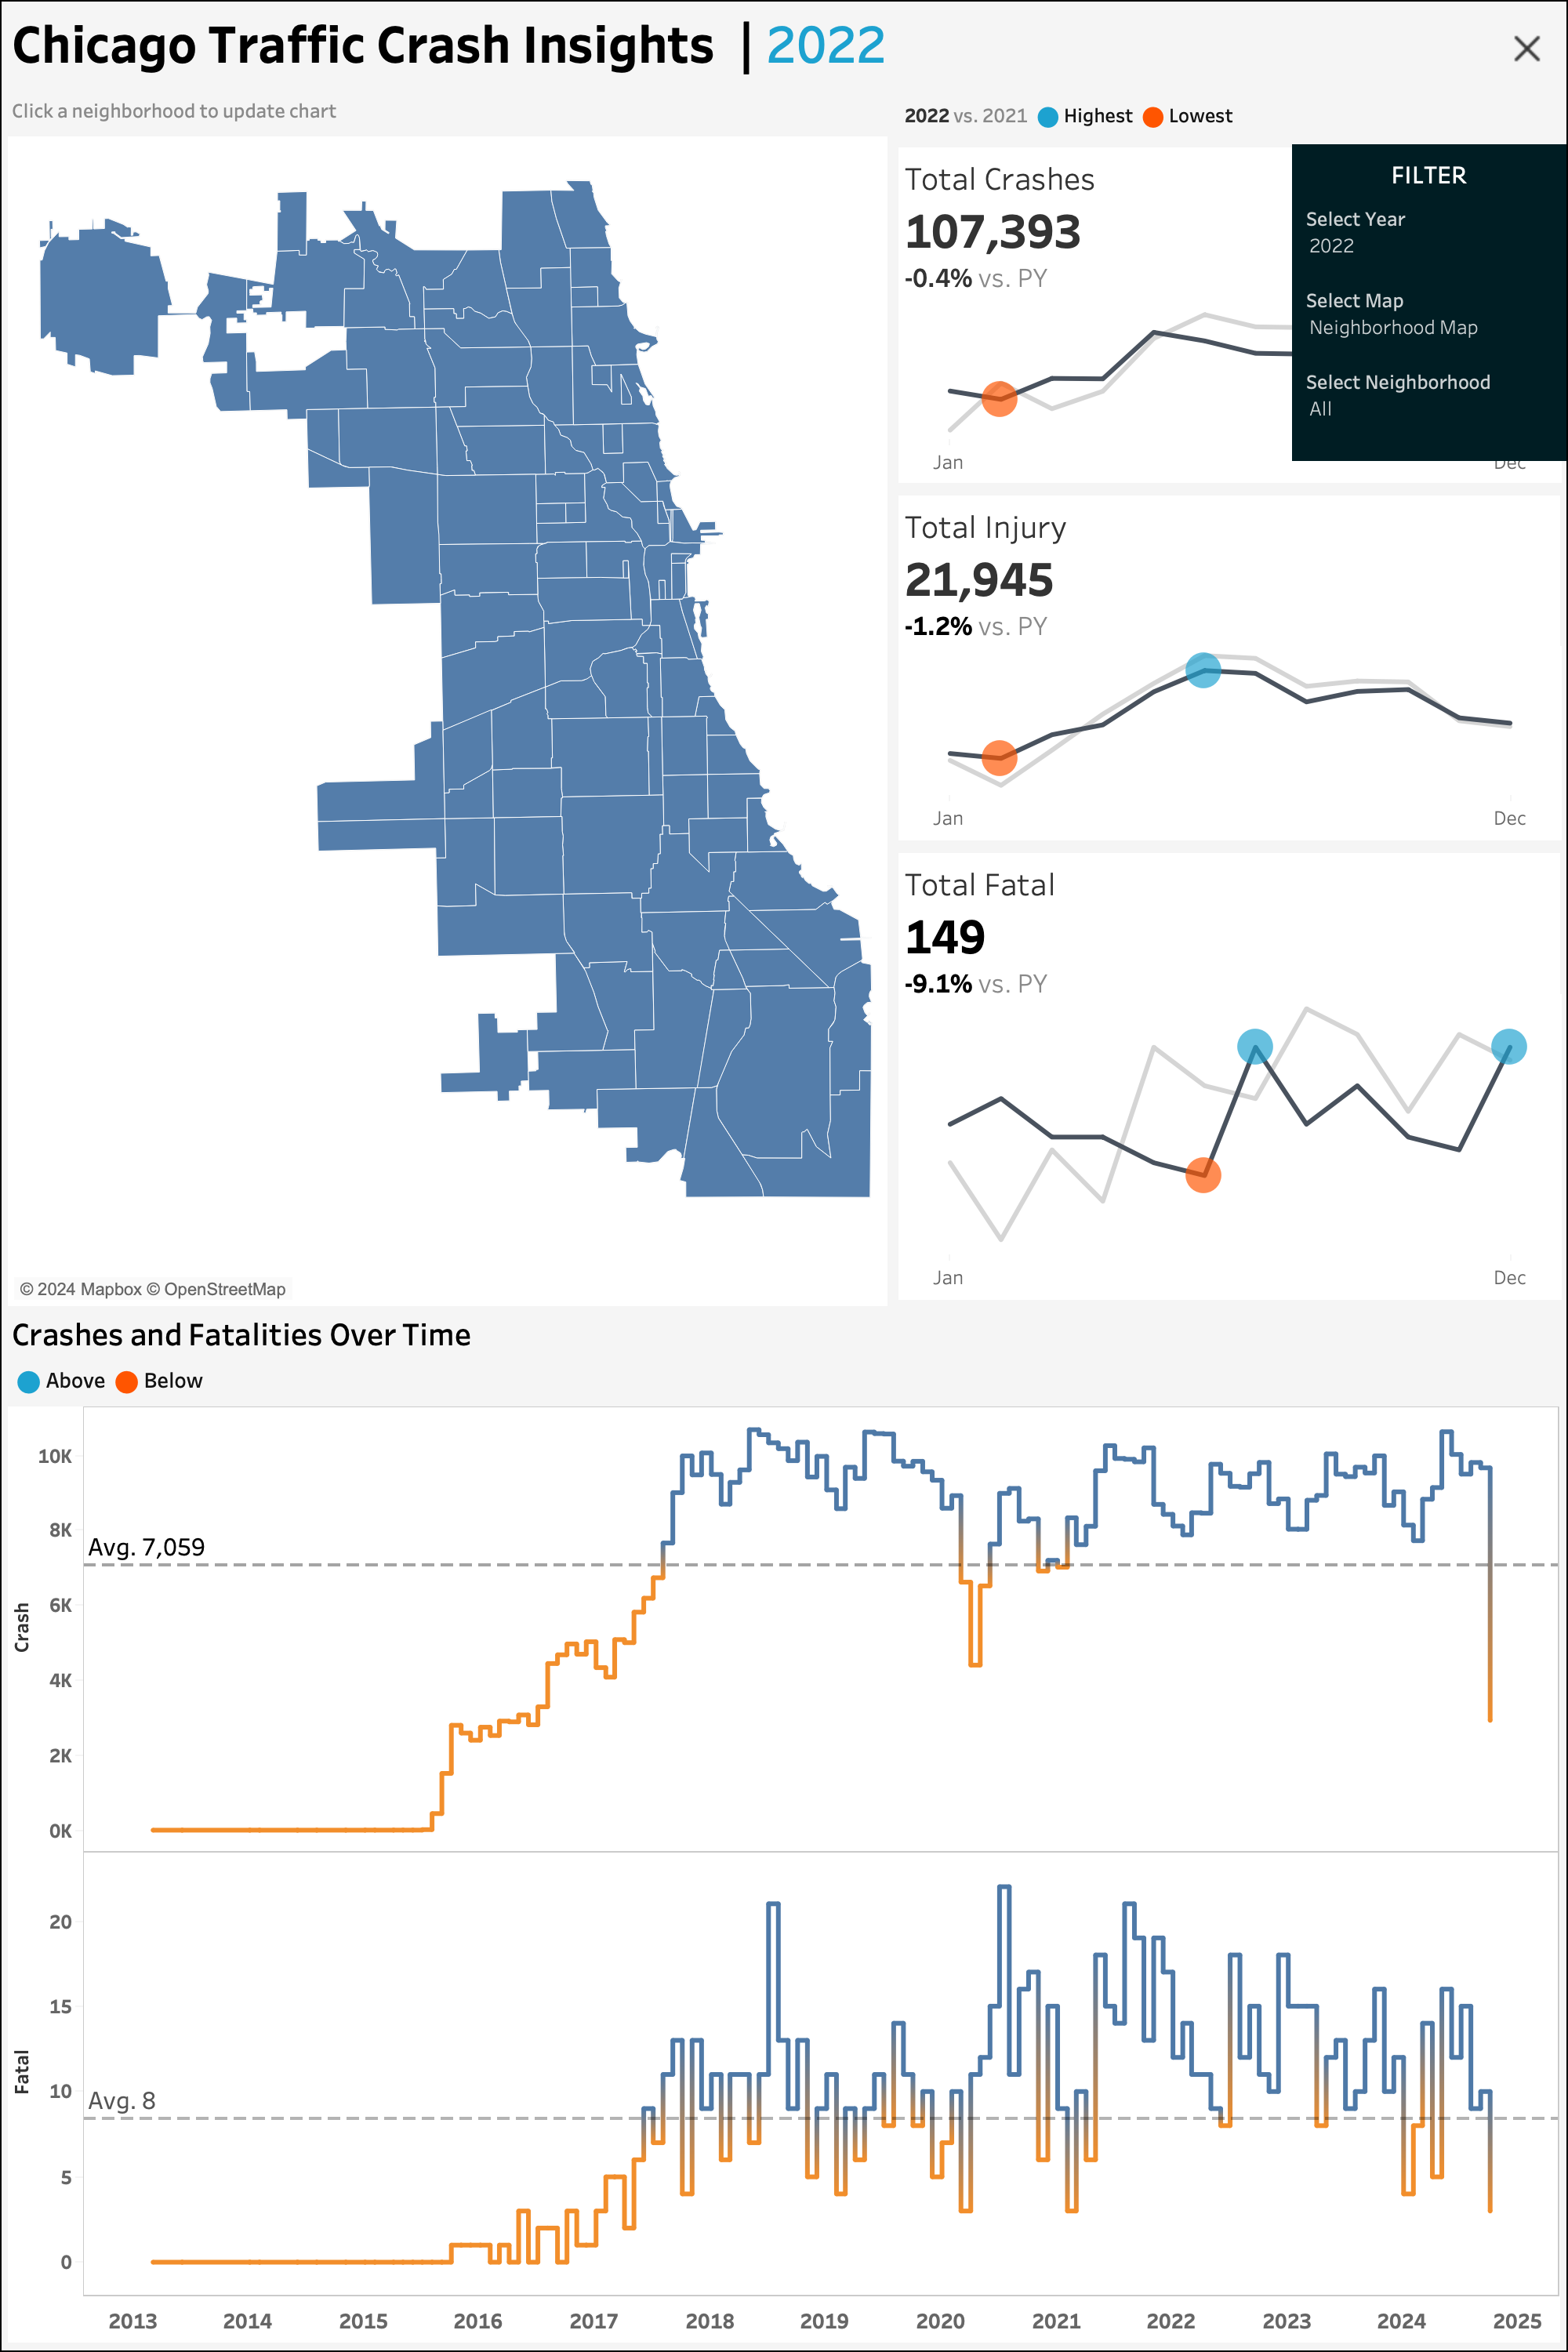 Chicago Traffic Crash Insights | 2022
Click a neighborhood to update chart
2022 vs. 2021 Highest Lowest
Total Crashes
107,393
-0.4% vs. PY
Jan
Dec
FILTER
Select Year
2022
Select Map
Neighborhood Map
Select Neighborhood
All
Total Injury
21,945
-1.2% vs. PY
Jan
Dec
Total Fatal
149
-9.1% vs. PY
Jan
Dec
© 2024 Mapbox © OpenStreetMap
Crashes and Fatalities Over Time
Above Below
10K
8K
Avg. 7,059
6K
Crash
4K
2K
0K
20
15
Fatal
10
Avg. 8
5
0
2013 2014 2015 2016 2017 2018 2019 2020 2021 2022 2023 2024 2025